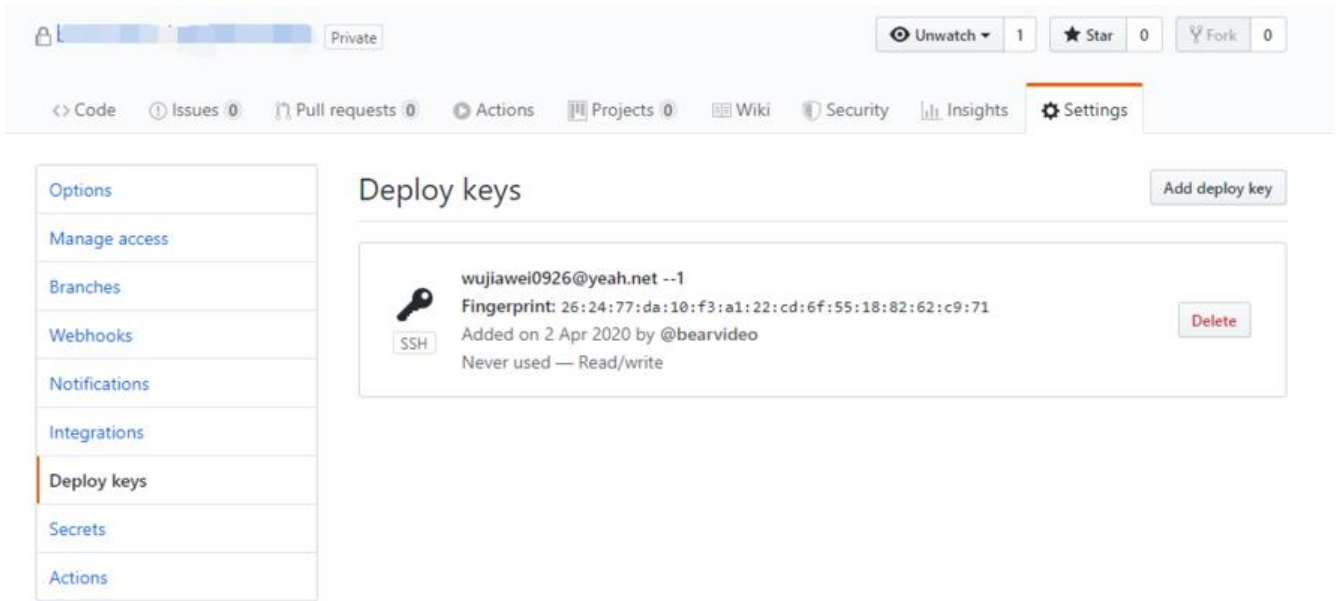 Private
Unwatch 1 Star 0 Fork 0
Code Issues 0 Pull requests 0 Actions Projects 0 Wiki Security Insights Settings
Options
Manage access
Branches
Webhooks
Notifications
Integrations
Deploy keys
Secrets
Actions
Deploy keys
Add deploy key
wujiawei0926@yeah.net --1
Fingerprint: 26:24:77:da:10:f3:a1:22:cd:6f:55:18:82:62:c9:71
Added on 2 Apr 2020 by @bearvideo
Never used — Read/write
SSH
Delete